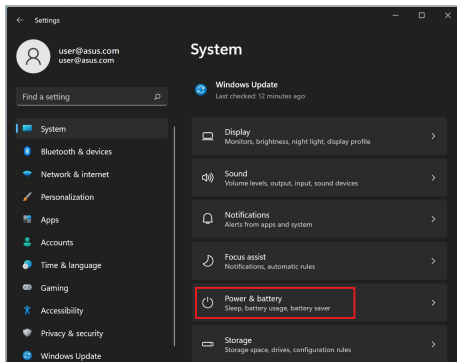 Settings
user@asus.com
user@asus.com
Find a setting
System
Bluetooth & devices
Network & internet
Personalization
Apps
Accounts
Time & language
Gaming
Accessibility
Privacy & security
Windows Update
System
Windows Update
Last checked: 12 minutes ago
Display
Monitors, brightness, night light, display profile
Sound
Volume levels, output, input, sound devices
Notifications
Alerts from apps and system
Focus assist
Notifications, automatic rules
Power & battery
Sleep, battery usage, battery saver
Storage
Storage space, drives, configuration rules